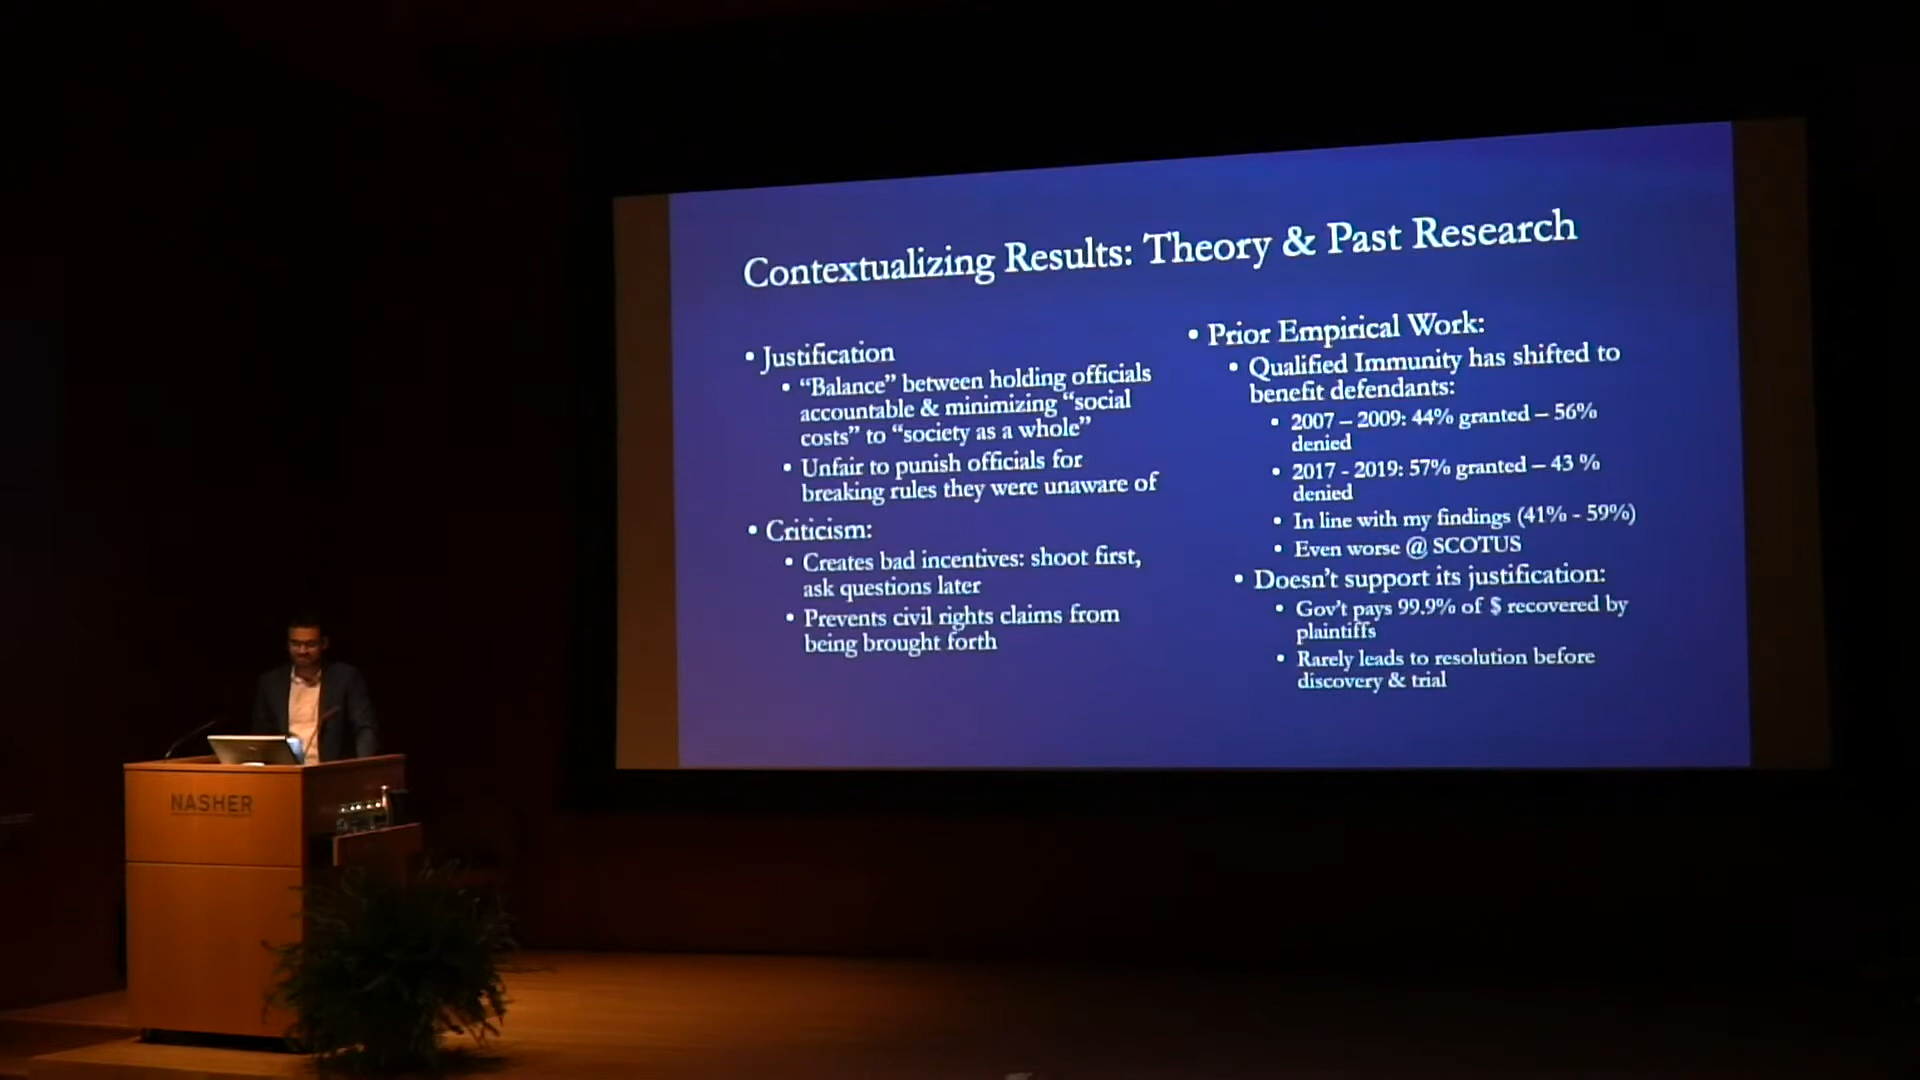 Contextualizing Results: Theory & Past Research
• Justification
• “Balance” between holding officials
accountable & minimizing “social
costs” to “society as a whole”
• Unfair to punish officials for
breaking rules they were unaware of
• Criticism:
• Creates bad incentives: shoot first,
ask questions later
• Prevents civil rights claims from
being brought forth
• Prior Empirical Work:
• Qualified Immunity has shifted to
benefit defendants:
• 2007 – 2009: 44% granted – 56%
denied
• 2017 - 2019: 57% granted – 43 %
denied
• In line with my findings (41% - 59%)
• Even worse @ SCOTUS
• Doesn’t support its justification:
• Gov’t pays 99.9% of $ recovered by
plaintiffs
• Rarely leads to resolution before
discovery & trial
NASHER